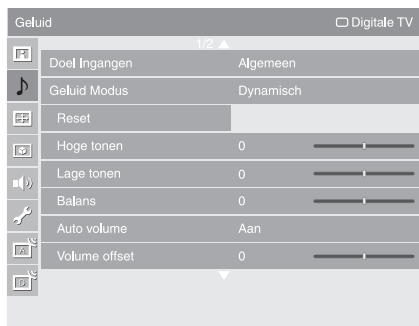 Geluid Digitale TV
1/2
Doel Ingangen Algemeen
Geluid Modus Dynamisch
Reset
Hoge tonen 0
Lage tonen 0
Balans 0
Auto volume Aan
Volume offset 0
A